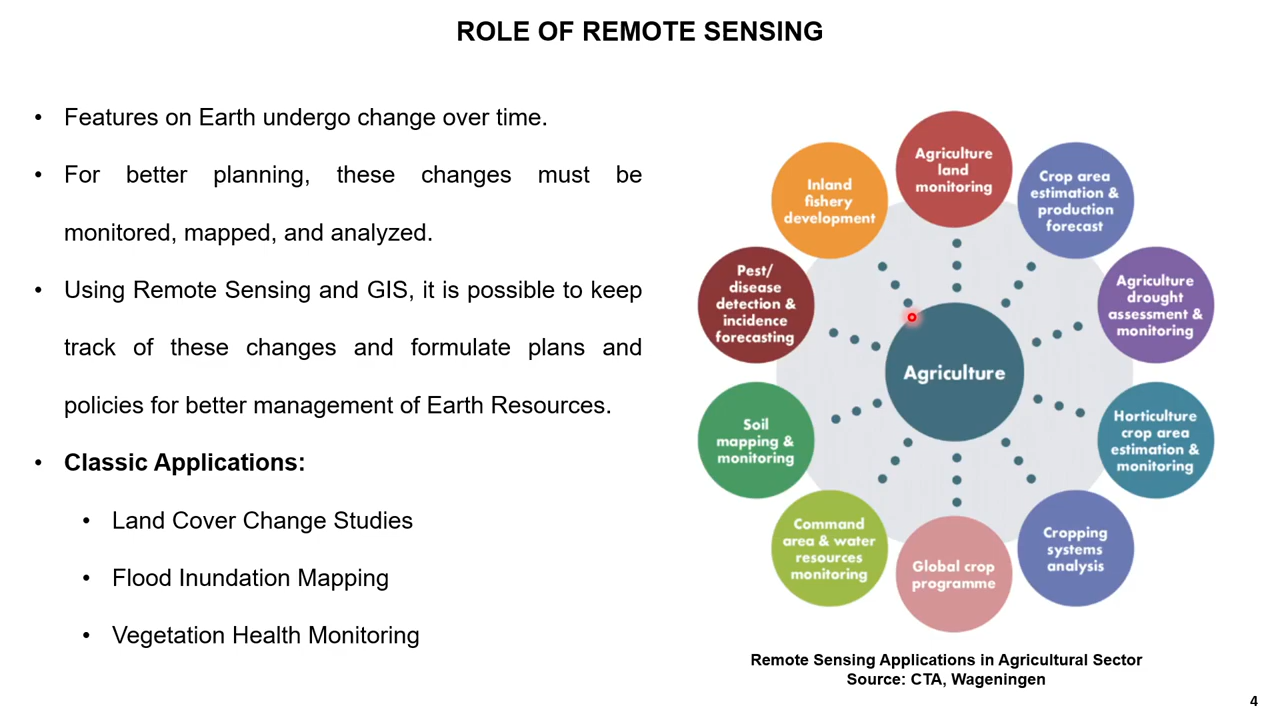 ROLE OF REMOTE SENSING
• Features on Earth undergo change over time.
• For better planning, these changes must be
monitored, mapped, and analyzed.
• Using Remote Sensing and GIS, it is possible to keep
track of these changes and formulate plans and
policies for better management of Earth Resources.
• Classic Applications:
• Land Cover Change Studies
• Flood Inundation Mapping
• Vegetation Health Monitoring
Agriculture
land
monitoring
Crop area
estimation &
production
forecast
Agriculture
drought
assessment &
monitoring
Horticulture
crop area
estimation &
monitoring
Cropping
systems
analysis
Global crop
programme
Command
area & water
resources
monitoring
Soil
mapping &
monitoring
Pest/
disease
detection &
incidence
forecasting
Inland
fishery
development
Agriculture
Remote Sensing Applications in Agricultural Sector
Source: CTA, Wageningen
4